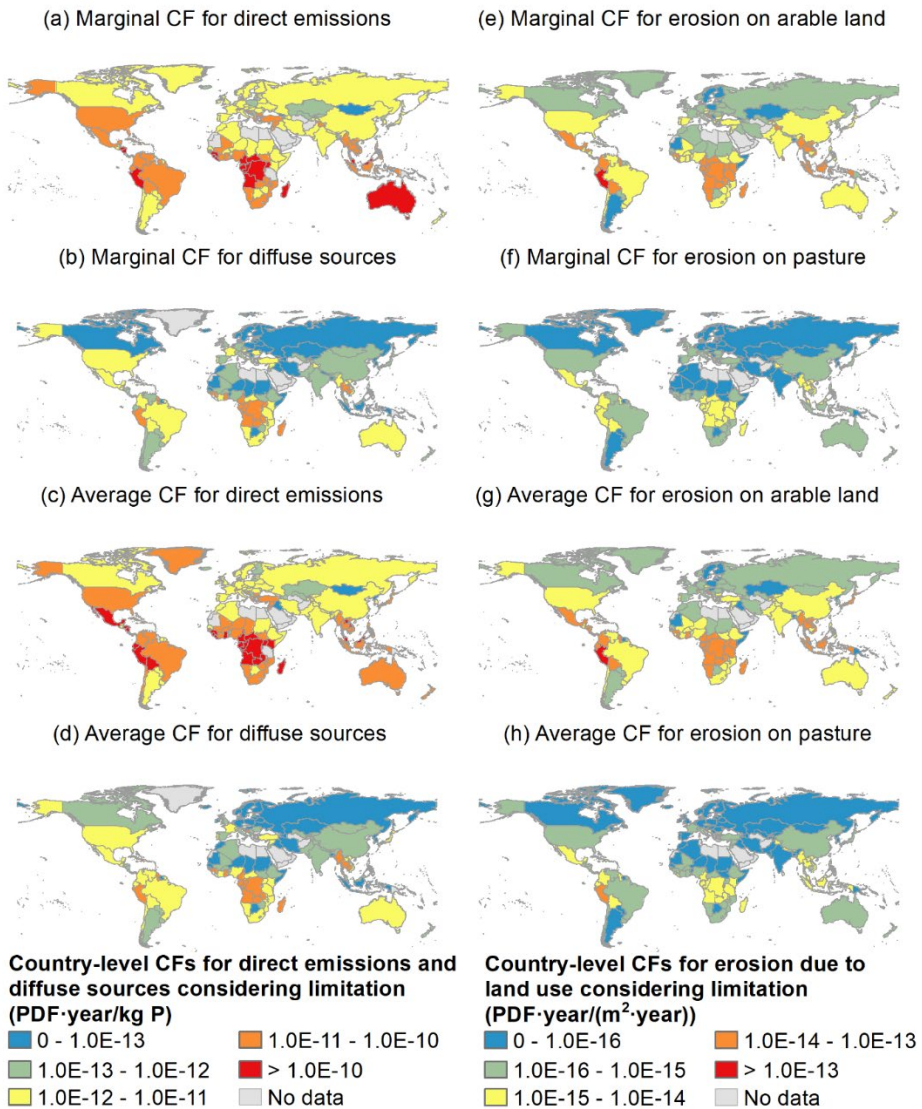 (a) Marginal CF for direct emissions
(e) Marginal CF for erosion on arable land
(b) Marginal CF for diffuse sources
(f) Marginal CF for erosion on pasture
(c) Average CF for direct emissions
(g) Average CF for erosion on arable land
(d) Average CF for diffuse sources
(h) Average CF for erosion on pasture
Country-level CFs for direct emissions and
diffuse sources considering limitation
(PDF·year/kg P)
0 - 1.0E-13
1.0E-13 - 1.0E-12
1.0E-12 - 1.0E-11
1.0E-11 - 1.0E-10
> 1.0E-10
No data
Country-level CFs for erosion due to
land use considering limitation
(PDF·year/(m²·year))
0 - 1.0E-16
1.0E-16 - 1.0E-15
1.0E-15 - 1.0E-14
1.0E-14 - 1.0E-13
> 1.0E-13
No data